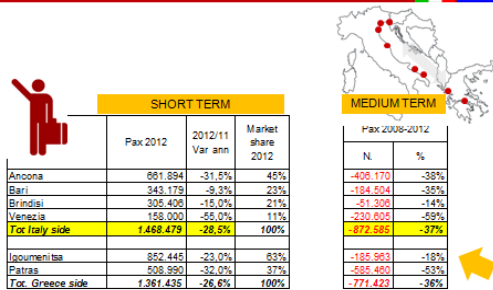 SHORT TERM
MEDIUM TERM
Pax 2012 2012/11 Var ann Market share 2012
Pax 2008-2012
N. %
Ancona 661.894 -31,5% 45% -406.170 -38%
Bari 343.179 -9,3% 23% -184.504 -35%
Brindisi 305.406 -15,0% 21% -51.306 -14%
Venezia 158.000 -55,0% 11% -230.605 -59%
Tot Italy side 1.468.479 -28,5% 100% -872.585 -37%
Igoumenitsa 852.445 -23,0% 63% -185.963 -18%
Patras 508.990 -32,0% 37% -585.460 -53%
Tot. Greece side 1.361.435 -26,6% 100% -771.423 -36%